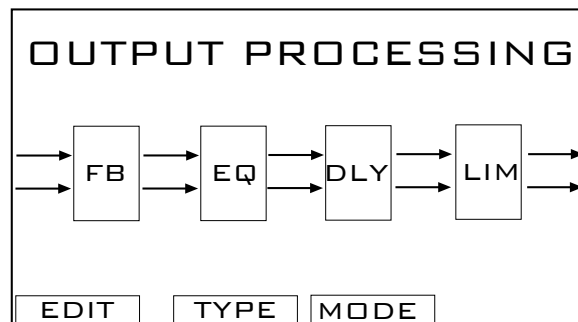 OUTPUT PROCESSING
FB EQ DLY LIM
EDIT TYPE MODE